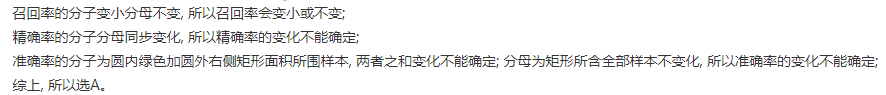 召回率的分子变小分母不变, 所以召回率会变小或不变;
精确率的分子分母同步变化, 所以精确率的变化不能确定;
准确率的分子为圆内绿色加圆外右侧矩形面积所围样本, 两者之和变化不能确定; 分母为矩形所含全部样本不变化, 所以准确率的变化不能确定;
综上, 所以选A。